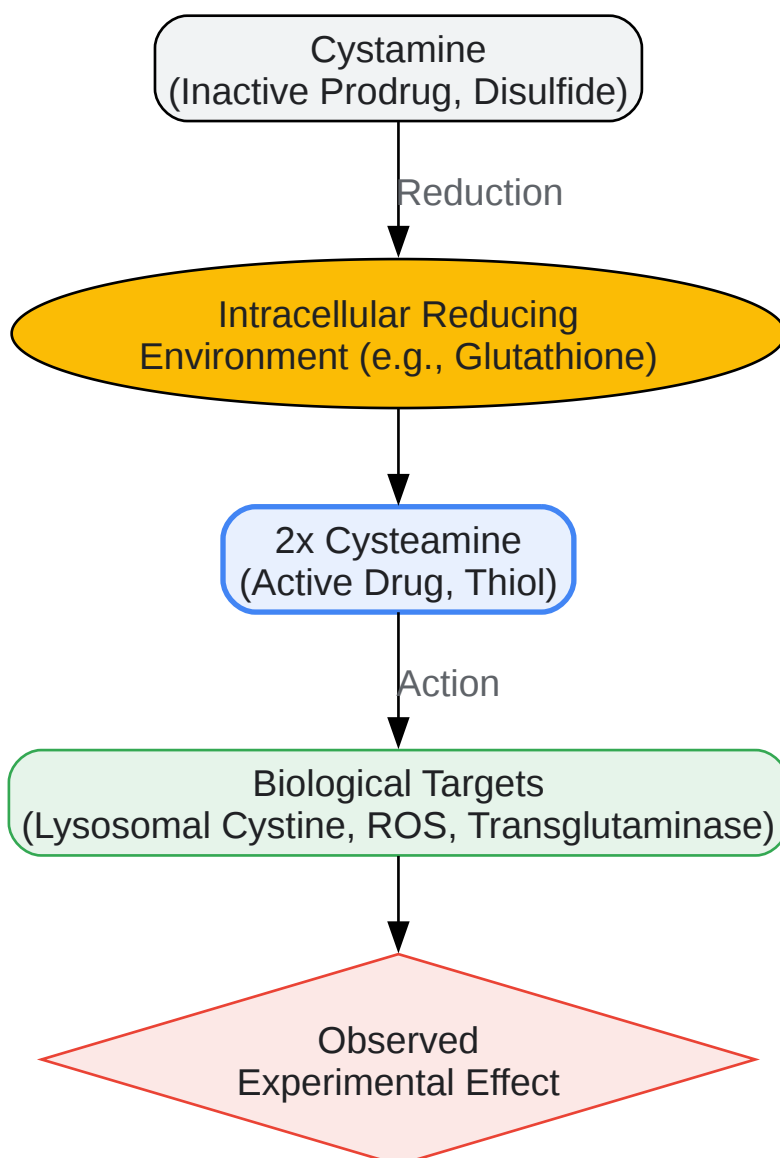 Cystamine
(Inactive Prodrug, Disulfide)
Reduction
Intracellular Reducing
Environment (e.g., Glutathione)
2x Cysteamine
(Active Drug, Thiol)
Action
Biological Targets
(Lysosomal Cystine, ROS, Transglutaminase)
Observed
Experimental Effect